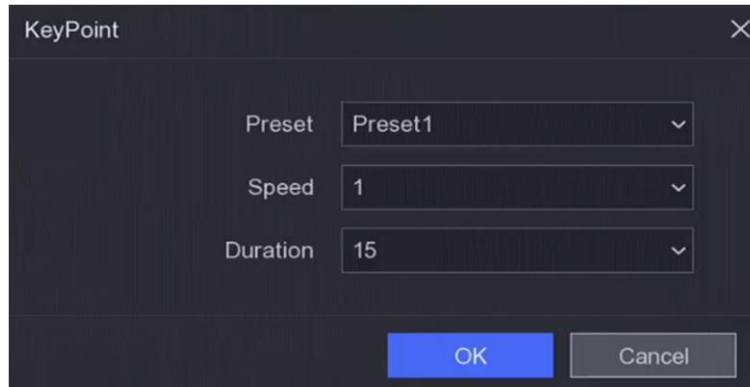 KeyPoint
Preset Preset1
Speed 1
Duration 15
OK Cancel